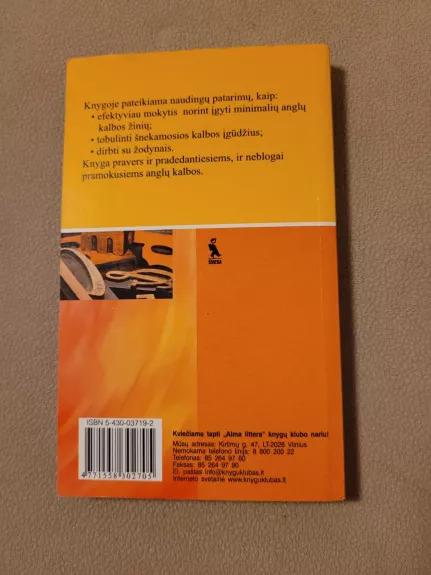 Knygoje pateikiama naudingų patarimų, kaip:
• efektyviau mokytis norint įgyti minimalių anglų
kalbos žinių;
• tobulinti šnekamosios kalbos įgūdžius;
• dirbti su žodynais.
Knyga pravers ir pradedantiesiems, ir neblogai
pramokusiems anglų kalbos.
ŠVIESA
ISBN 5-430-03719-2
4771558302705
Kviečiame tapti „Alma littera" knygų klubo nariu!
Mūsų adresas: Kirtimų g. 47, LT-2028 Vilnius
Nemokama telefono linija: 8 800 200 22
Telefonas: 85 264 97 80
Faksas: 85 264 97 90
El. paštas info@knyguklubas.lt
Interneto svetainė www.knyguklubas.lt